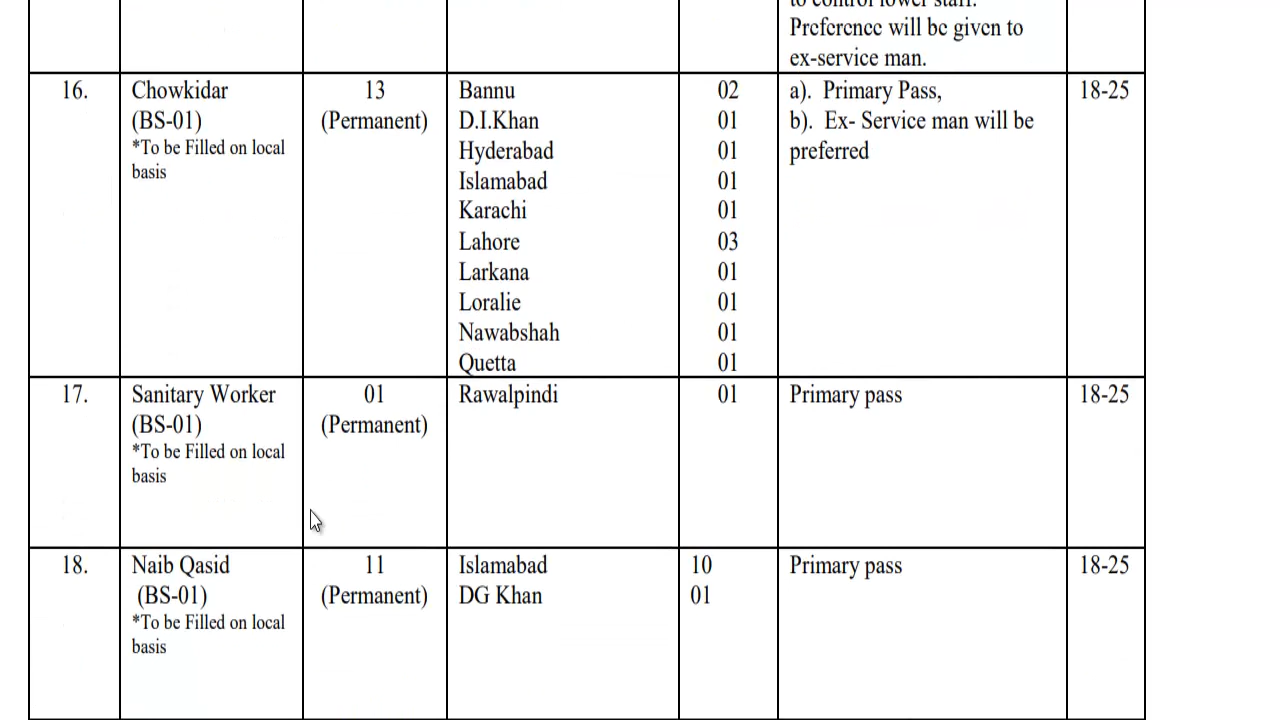 to control lower staff.
Preference will be given to
ex-service man.
16. Chowkidar 13 Bannu 02 a). Primary Pass, 18-25
(BS-01) (Permanent) D.I.Khan 01 b). Ex- Service man will be
*To be Filled on local Hyderabad 01 preferred
basis Islamabad 01
Karachi 01
Lahore 03
Larkana 01
Loralie 01
Nawabshah 01
Quetta 01
17. Sanitary Worker 01 Rawalpindi 01 Primary pass 18-25
(BS-01) (Permanent)
*To be Filled on local
basis
18. Naib Qasid 11 Islamabad 10 Primary pass 18-25
(BS-01) (Permanent) DG Khan 01
*To be Filled on local
basis